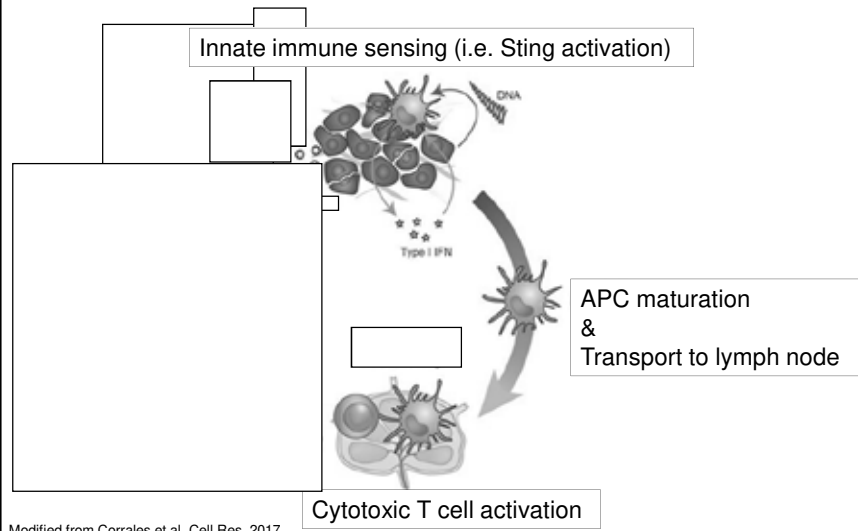 Innate immune sensing (i.e. Sting activation)
DNA
Type I IFN
APC maturation
&
Transport to lymph node
Cytotoxic T cell activation
Modified from Corrales et al, Cell Res, 2017